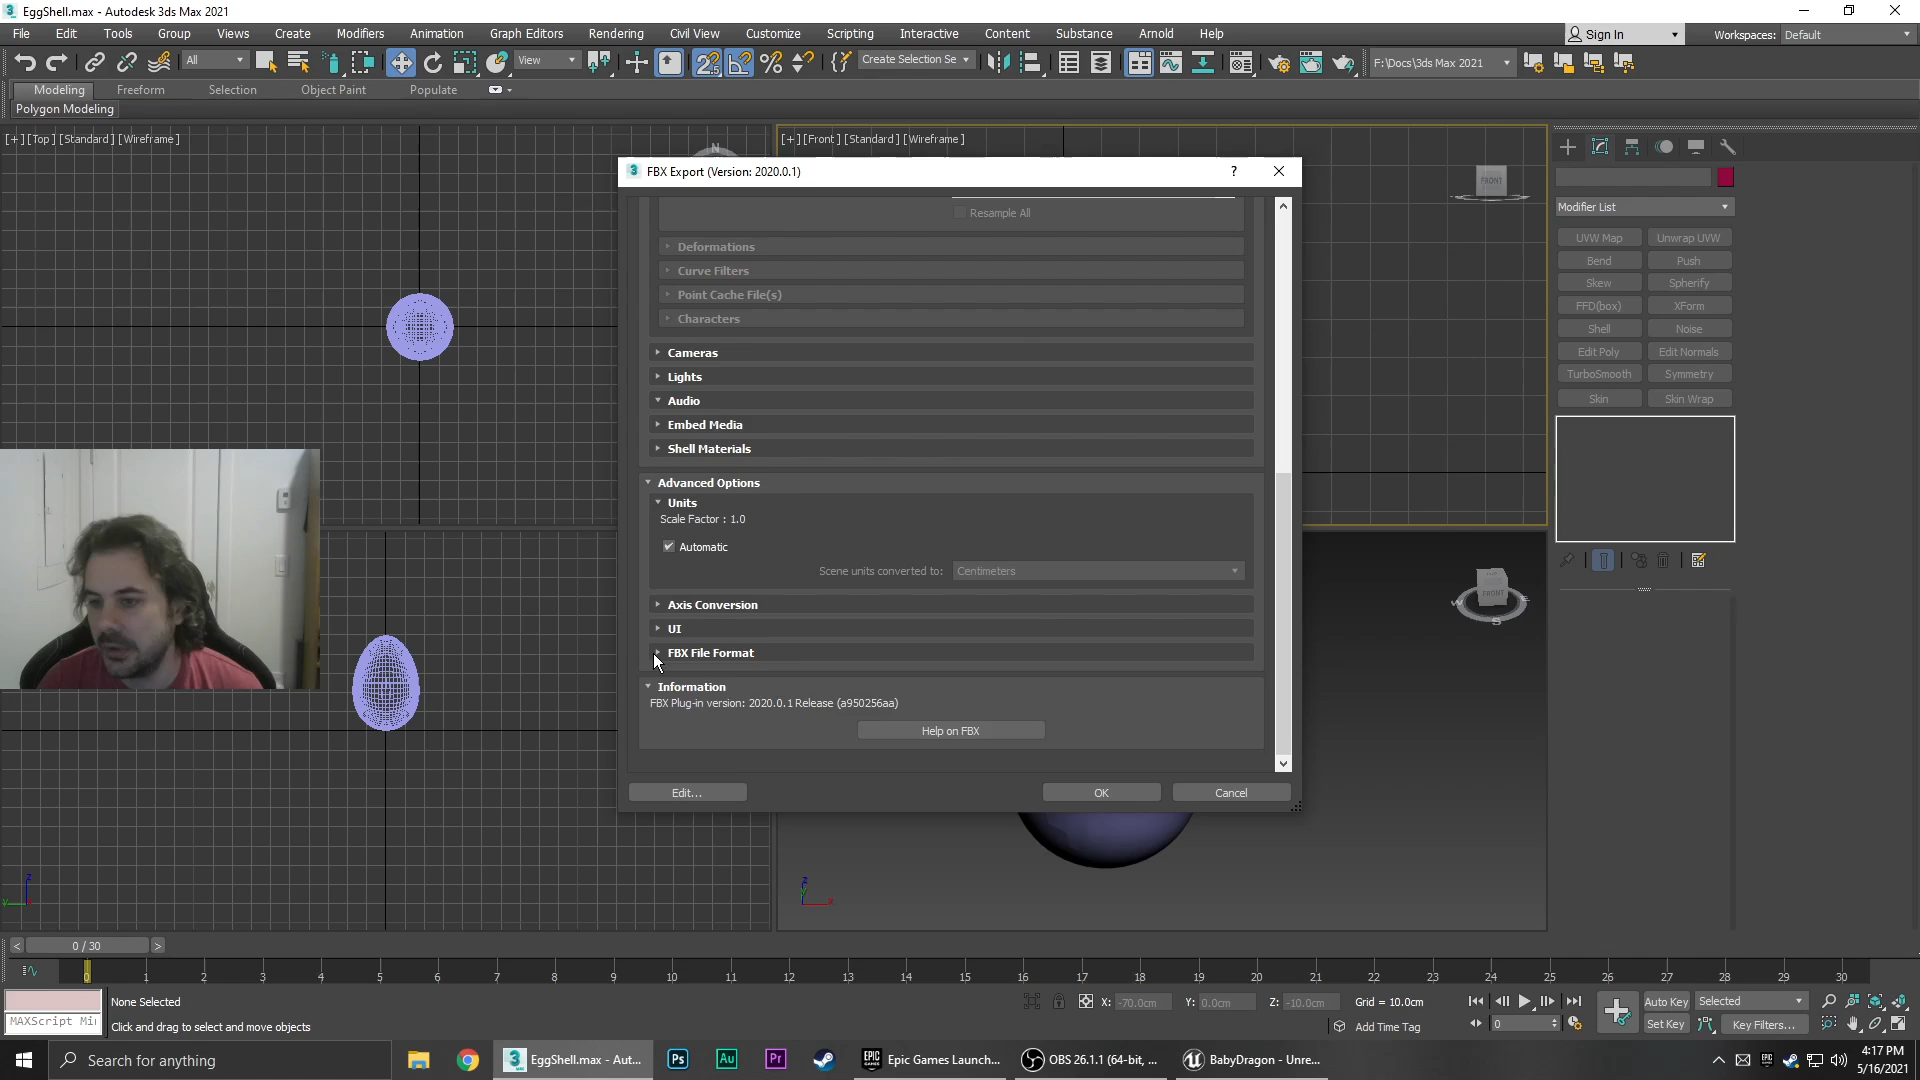 EggShell.max - Autodesk 3ds Max 2021
File Edit Tools Group Views Create Modifiers Animation Graph Editors Rendering Civil View Customize Scripting Interactive Content Substance Arnold Help
Sign In
Workspaces: Default
All
View
Create Selection Se
F:\Docs\3ds Max 2021
Modeling Freeform Selection Object Paint Populate
Polygon Modeling
[+] [Top] [Standard] [Wireframe]
[+] [Front] [Standard] [Wireframe]
N
FRONT
FBX Export (Version: 2020.0.1)
?
Resample All
Deformations
Curve Filters
Point Cache File(s)
Characters
Cameras
Lights
Audio
Embed Media
Shell Materials
Advanced Options
Units
Scale Factor : 1.0
Automatic
Scene units converted to: Centimeters
Axis Conversion
UI
FBX File Format
Information
FBX Plug-in version: 2020.0.1 Release (a950256aa)
Help on FBX
Edit... OK Cancel
Modifier List
UVW Map Unwrap UVW
Bend Push
Skew Spherify
FFD(box) XForm
Shell Noise
Edit Poly Edit Normals
TurboSmooth Symmetry
Skin Skin Wrap
FRONT
W
S
z
y
z
y
x
< 0 / 30 >
0 1 2 3 4 5 6 7 8 9 10 11 12 13 14 15 16 17 18 19 20 21 22 23 24 25 26 27 28 29 30
None Selected
MAXScript Mi
Click and drag to select and move objects
X: -70.0cm Y: 0.0cm Z: -10.0cm Grid = 10.0cm
Add Time Tag
0
Auto Key Selected
Set Key Key Filters...
Search for anything
EggShell.max - Aut...
Ps
Au
Pr
Epic Games Launch...
OBS 26.1.1 (64-bit, ...
BabyDragon - Unre...
4:17 PM
5/16/2021